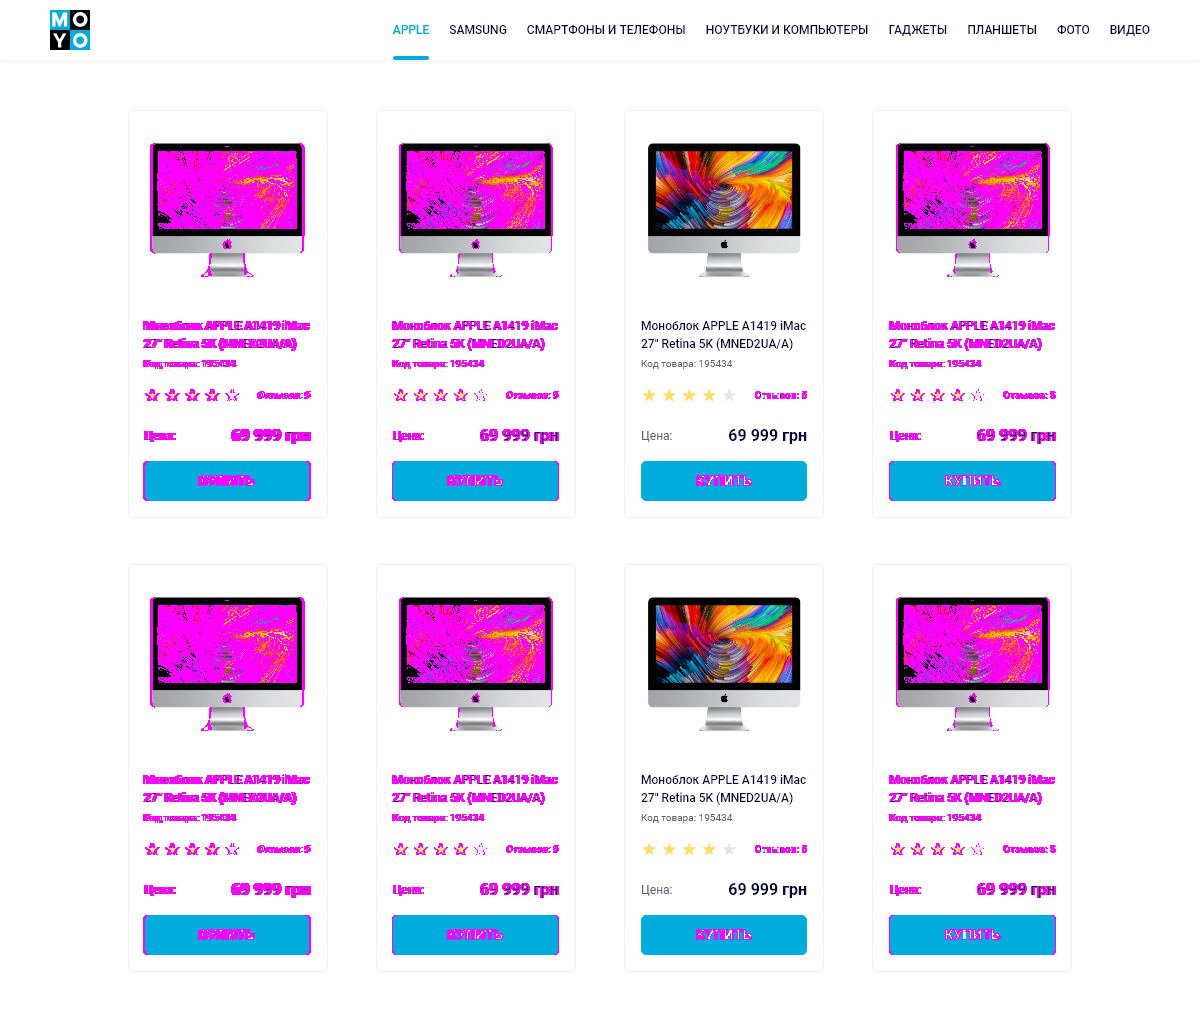 MO
YO
APPLE SAMSUNG СМАРТФОНЫ И ТЕЛЕФОНЫ НОУТБУКИ И КОМПЬЮТЕРЫ ГАДЖЕТЫ ПЛАНШЕТЫ ФОТО ВИДЕО
Моноблок APPLE A1419 iMac
27" Retina 5K (MNED2UA/A)
Код товара: 195434
Отзывов: 5
Цена: 69 999 грн
КУПИТЬ
Моноблок APPLE A1419 iMac
27" Retina 5K (MNED2UA/A)
Код товара: 195434
Отзывов: 5
Цена: 69 999 грн
КУПИТЬ
Моноблок APPLE A1419 iMac
27" Retina 5K (MNED2UA/A)
Код товара: 195434
Отзывов: 5
Цена: 69 999 грн
КУПИТЬ
Моноблок APPLE A1419 iMac
27" Retina 5K (MNED2UA/A)
Код товара: 195434
Отзывов: 5
Цена: 69 999 грн
КУПИТЬ
Моноблок APPLE A1419 iMac
27" Retina 5K (MNED2UA/A)
Код товара: 195434
Отзывов: 5
Цена: 69 999 грн
КУПИТЬ
Моноблок APPLE A1419 iMac
27" Retina 5K (MNED2UA/A)
Код товара: 195434
Отзывов: 5
Цена: 69 999 грн
КУПИТЬ
Моноблок APPLE A1419 iMac
27" Retina 5K (MNED2UA/A)
Код товара: 195434
Отзывов: 5
Цена: 69 999 грн
КУПИТЬ
Моноблок APPLE A1419 iMac
27" Retina 5K (MNED2UA/A)
Код товара: 195434
Отзывов: 5
Цена: 69 999 грн
КУПИТЬ